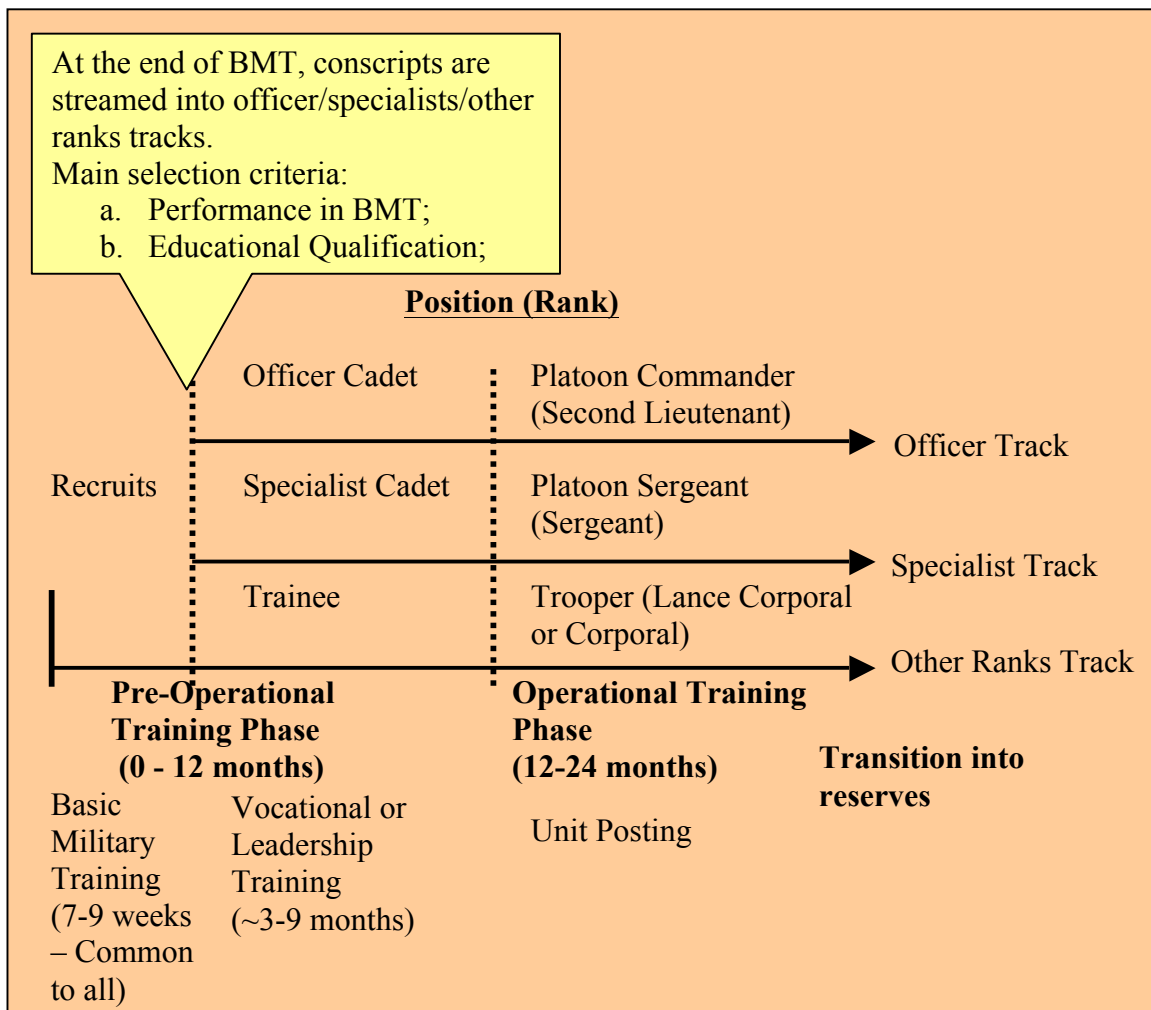 At the end of BMT, conscripts are
streamed into officer/specialists/other
ranks tracks.
Main selection criteria:
a. Performance in BMT;
b. Educational Qualification;
Position (Rank)
Officer Cadet
Platoon Commander
(Second Lieutenant)
Officer Track
Recruits
Specialist Cadet
Platoon Sergeant
(Sergeant)
Specialist Track
Trainee
Trooper (Lance Corporal
or Corporal)
Other Ranks Track
Pre-Operational
Training Phase
(0 - 12 months)
Operational Training
Phase
(12-24 months)
Transition into
reserves
Basic
Military
Training
(7-9 weeks
– Common
to all)
Vocational or
Leadership
Training
(~3-9 months)
Unit Posting